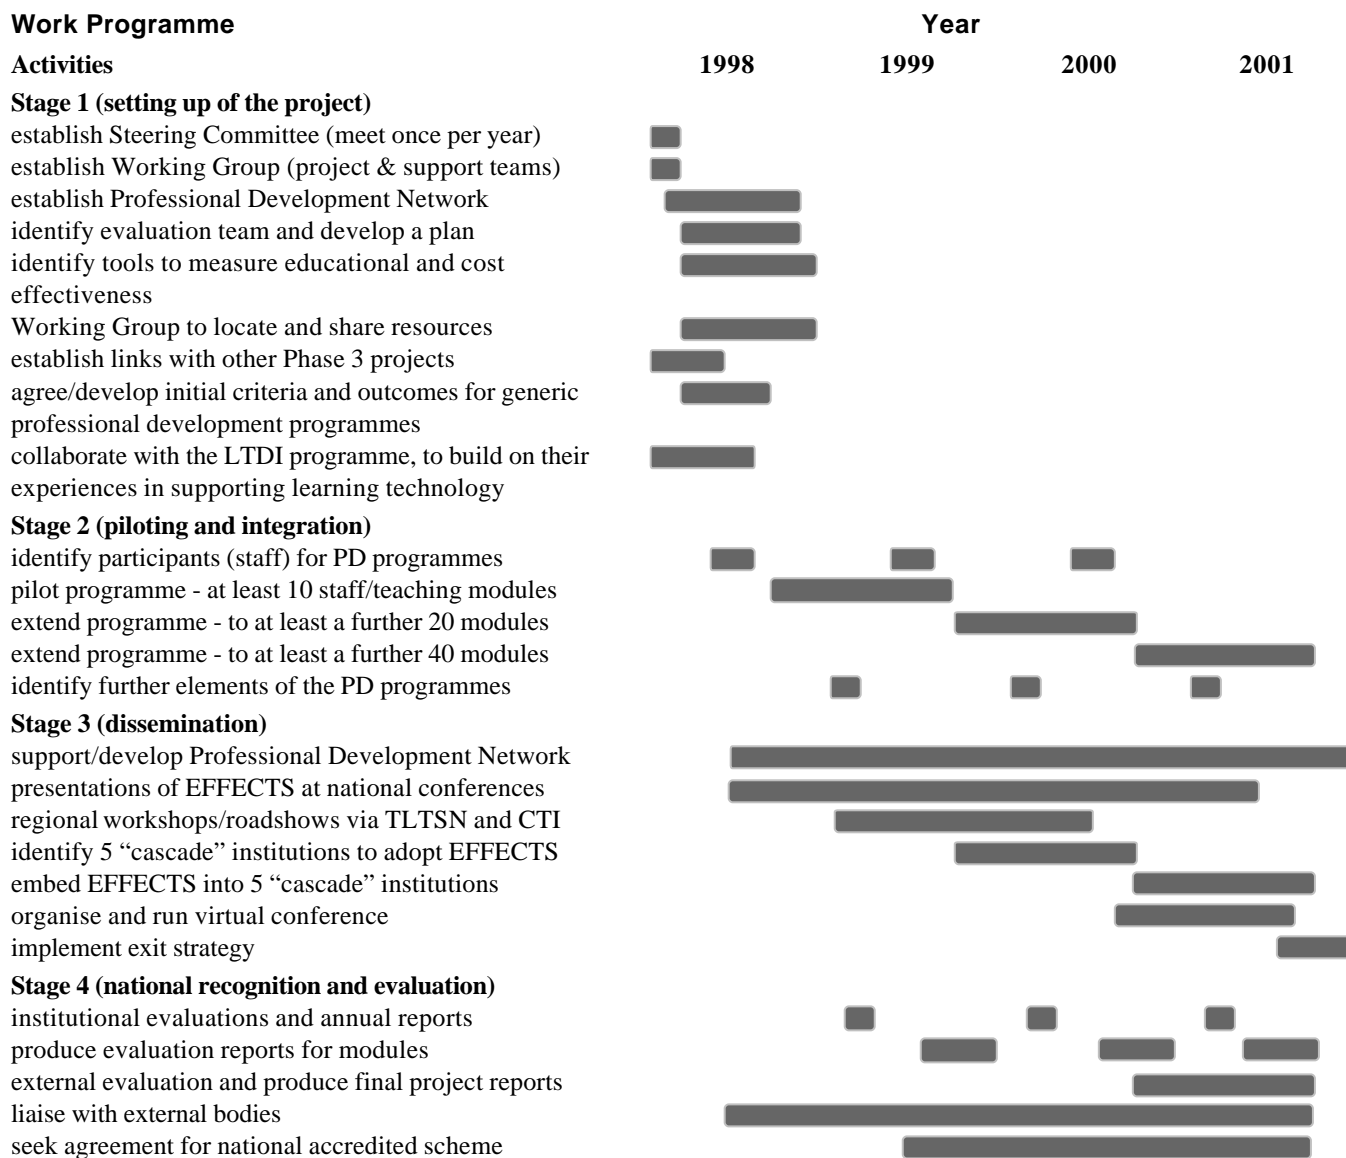 Work Programme Year
Activities 1998 1999 2000 2001
Stage 1 (setting up of the project)
establish Steering Committee (meet once per year)
establish Working Group (project & support teams)
establish Professional Development Network
identify evaluation team and develop a plan
identify tools to measure educational and cost
effectiveness
Working Group to locate and share resources
establish links with other Phase 3 projects
agree/develop initial criteria and outcomes for generic
professional development programmes
collaborate with the LTDI programme, to build on their
experiences in supporting learning technology
Stage 2 (piloting and integration)
identify participants (staff) for PD programmes
pilot programme - at least 10 staff/teaching modules
extend programme - to at least a further 20 modules
extend programme - to at least a further 40 modules
identify further elements of the PD programmes
Stage 3 (dissemination)
support/develop Professional Development Network
presentations of EFFECTS at national conferences
regional workshops/roadshows via TLTSN and CTI
identify 5 “cascade” institutions to adopt EFFECTS
embed EFFECTS into 5 “cascade” institutions
organise and run virtual conference
implement exit strategy
Stage 4 (national recognition and evaluation)
institutional evaluations and annual reports
produce evaluation reports for modules
external evaluation and produce final project reports
liaise with external bodies
seek agreement for national accredited scheme